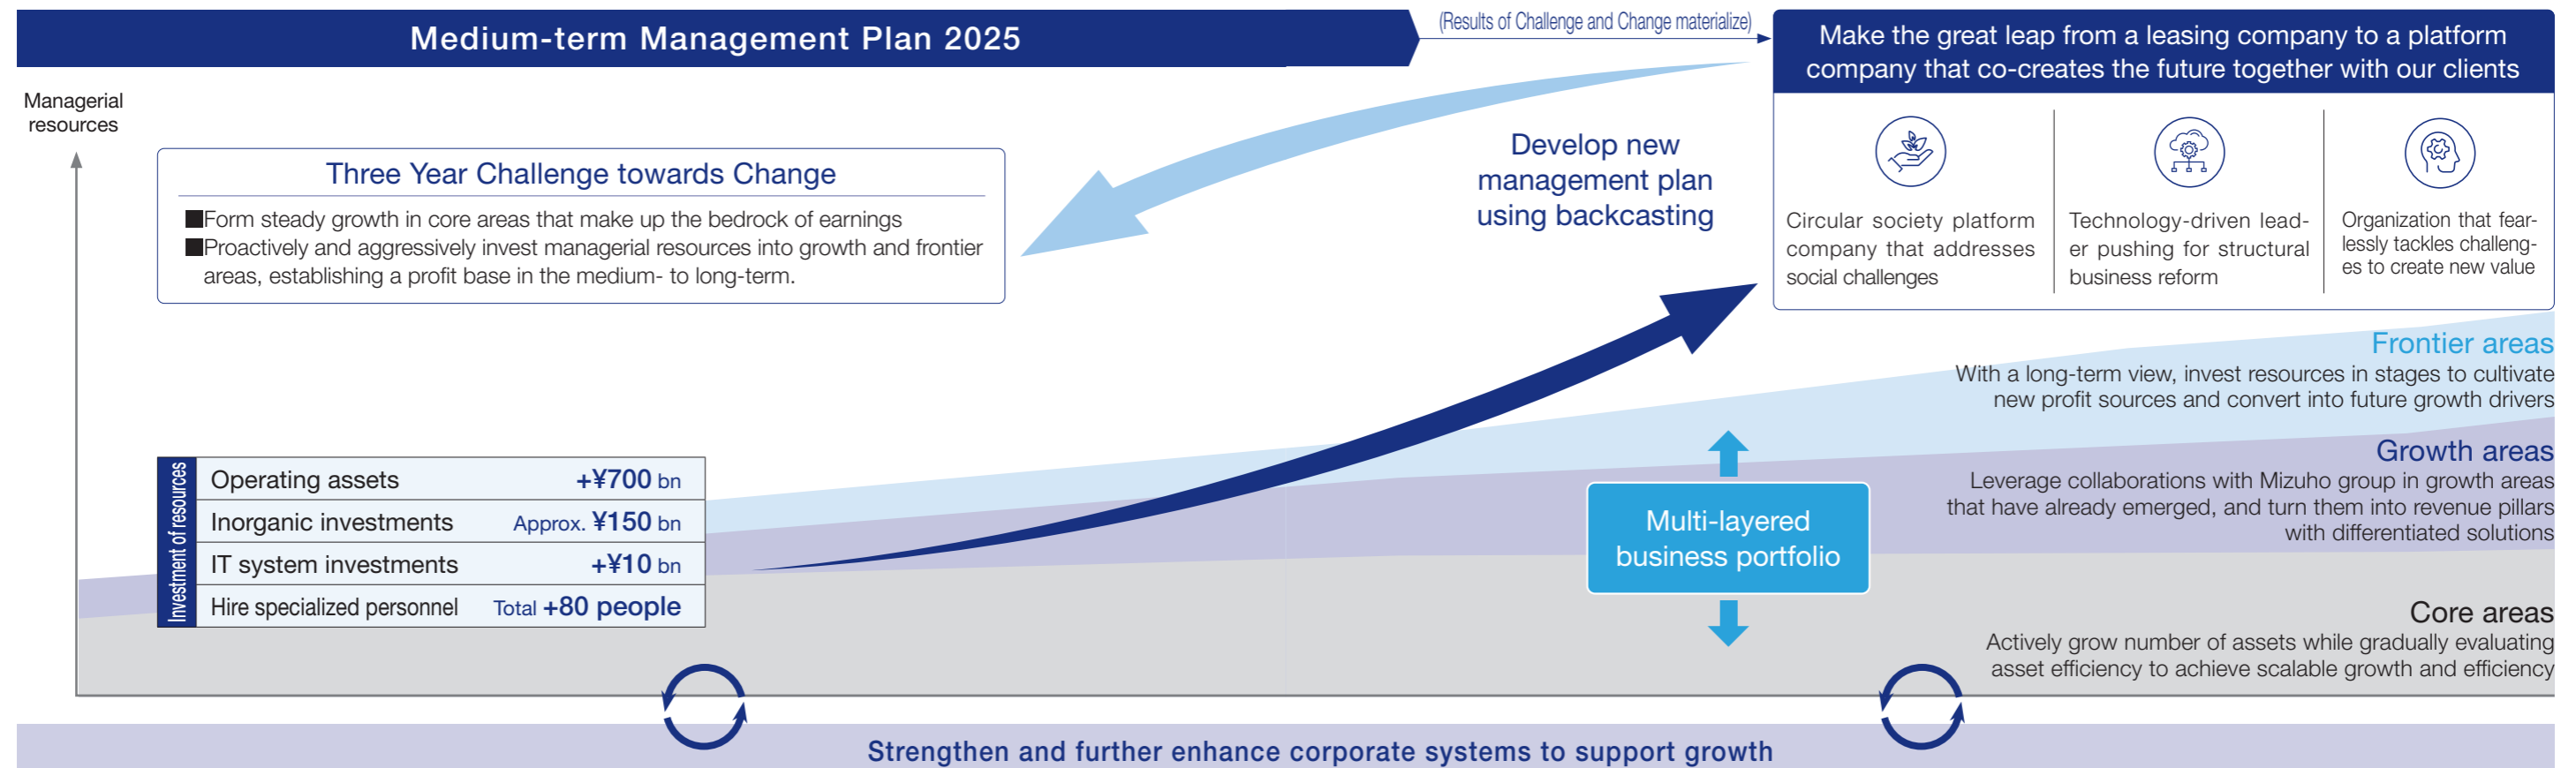 Medium-term Management Plan 2025
(Results of Challenge and Change materialize)
Make the great leap from a leasing company to a platform
company that co-creates the future together with our clients
Managerial
resources
Three Year Challenge towards Change
■Form steady growth in core areas that make up the bedrock of earnings
■Proactively and aggressively invest managerial resources into growth and frontier
areas, establishing a profit base in the medium- to long-term.
Develop new
management plan
using backcasting
Circular society platform
company that addresses
social challenges
Technology-driven lead-
er pushing for structural
business reform
Organization that fear-
lessly tackles challeng-
es to create new value
Frontier areas
With a long-term view, invest resources in stages to cultivate
new profit sources and convert into future growth drivers
Growth areas
Leverage collaborations with Mizuho group in growth areas
that have already emerged, and turn them into revenue pillars
with differentiated solutions
Investment of resources
Operating assets +¥700 bn
Inorganic investments Approx. ¥150 bn
IT system investments +¥10 bn
Hire specialized personnel Total +80 people
Multi-layered
business portfolio
Core areas
Actively grow number of assets while gradually evaluating
asset efficiency to achieve scalable growth and efficiency
Strengthen and further enhance corporate systems to support growth